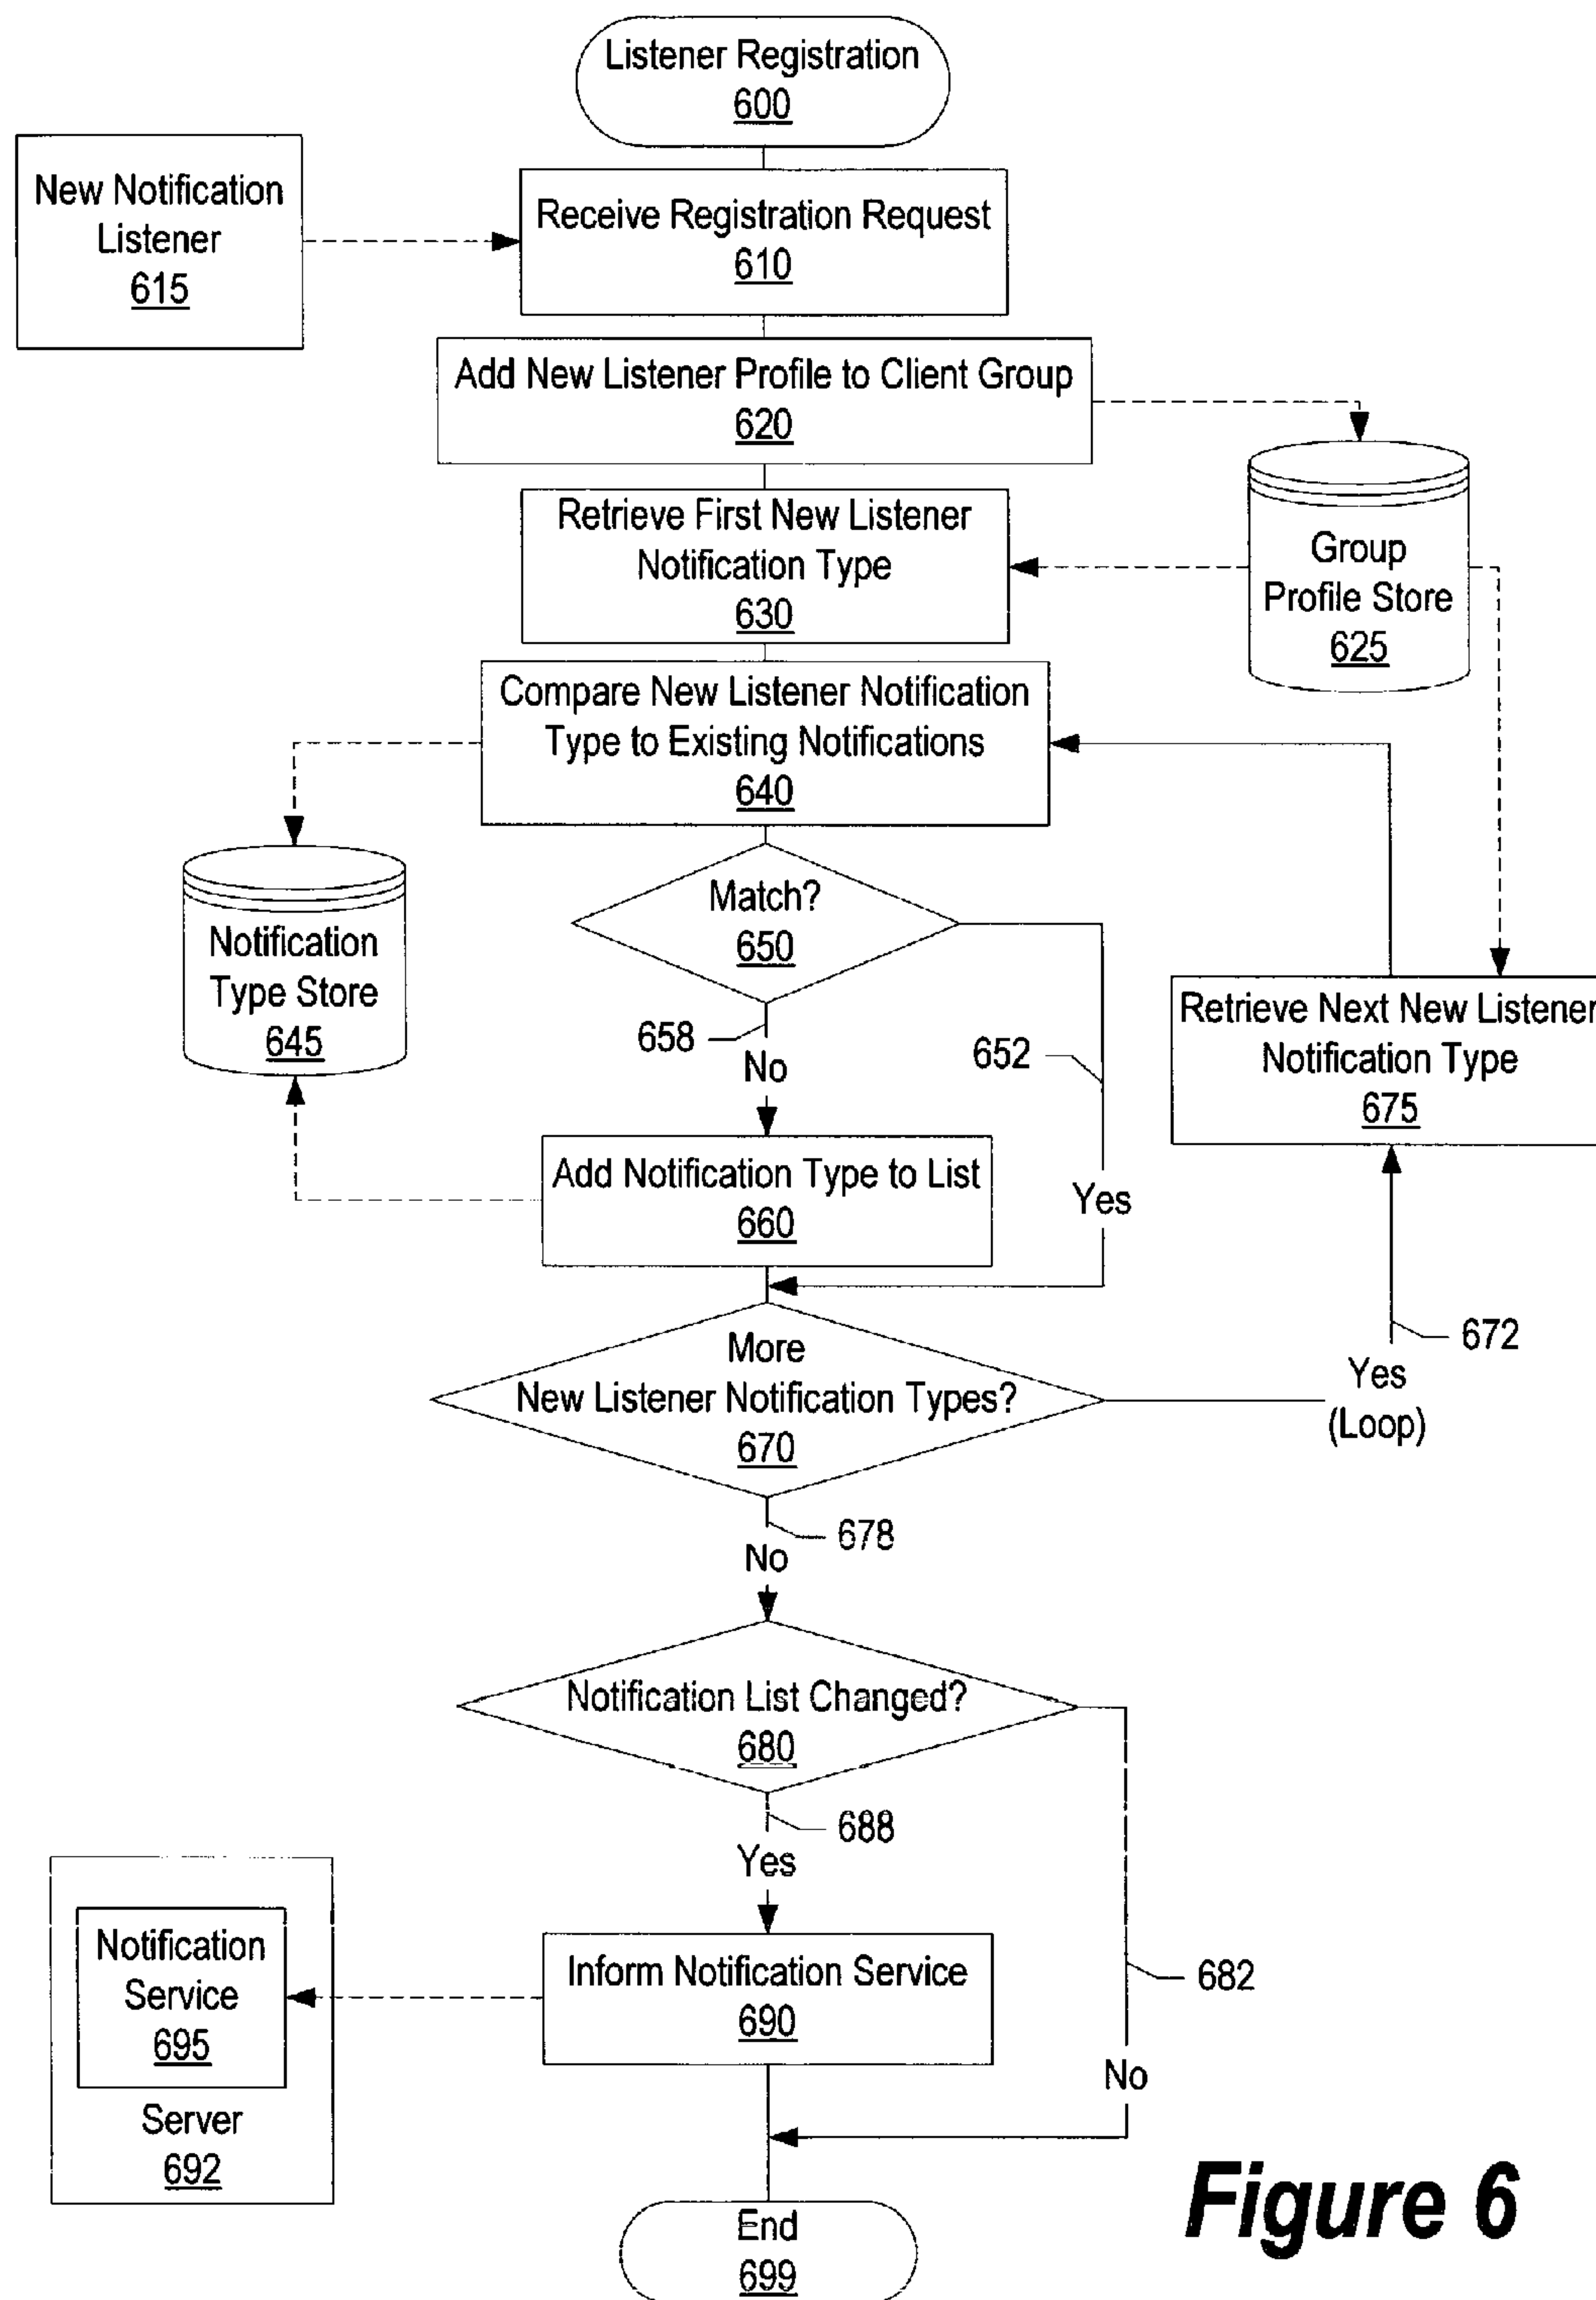 Listener Registration
600
New Notification
Listener
615
Receive Registration Request
610
Add New Listener Profile to Client Group
620
Retrieve First New Listener
Notification Type
630
Group
Profile Store
625
Compare New Listener Notification
Type to Existing Notifications
640
Match?
650
Notification
Type Store
645
658
No
652
Retrieve Next New Listener
Notification Type
675
Add Notification Type to List
660
Yes
More
New Listener Notification Types?
670
672
Yes
(Loop)
678
No
Notification List Changed?
680
688
Yes
Notification
Service
695
Server
692
Inform Notification Service
690
682
No
End
699
Figure 6